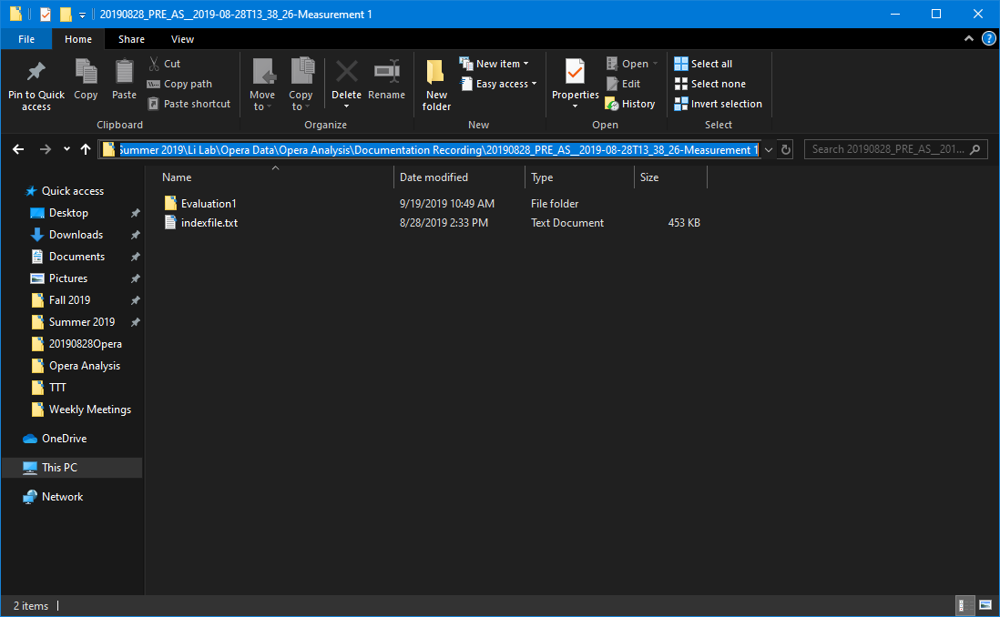 20190828_PRE_AS__2019-08-28T13_38_26-Measurement 1
File Home Share View
Pin to Quick access
Copy
Paste
Cut
Copy path
Paste shortcut
Clipboard
Move to
Copy to
Delete
Rename
Organize
New folder
New item
Easy access
New
Properties
Open
Edit
History
Open
Select all
Select none
Invert selection
Select
Summer 2019\Li Lab\Opera Data\Opera Analysis\Documentation Recording\20190828_PRE_AS__2019-08-28T13_38_26-Measurement 1
Search 20190828_PRE_AS__201...
Name Date modified Type Size
Evaluation1 9/19/2019 10:49 AM File folder
indexfile.txt 8/28/2019 2:33 PM Text Document 453 KB
Quick access
Desktop
Downloads
Documents
Pictures
Fall 2019
Summer 2019
20190828Opera
Opera Analysis
TTT
Weekly Meetings
OneDrive
This PC
Network
2 items